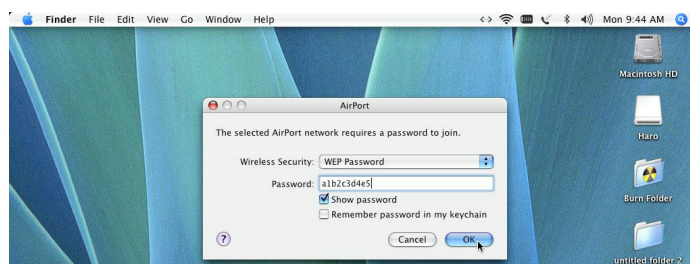 Finder File Edit View Go Window Help Mon 9:44 AM
Macintosh HD
AirPort
The selected AirPort network requires a password to join.
Haro
Wireless Security: WEP Password
Password: a1b2c3d4e5
Show password
Burn Folder
Remember password in my keychain
? Cancel OK
untitled folder 2